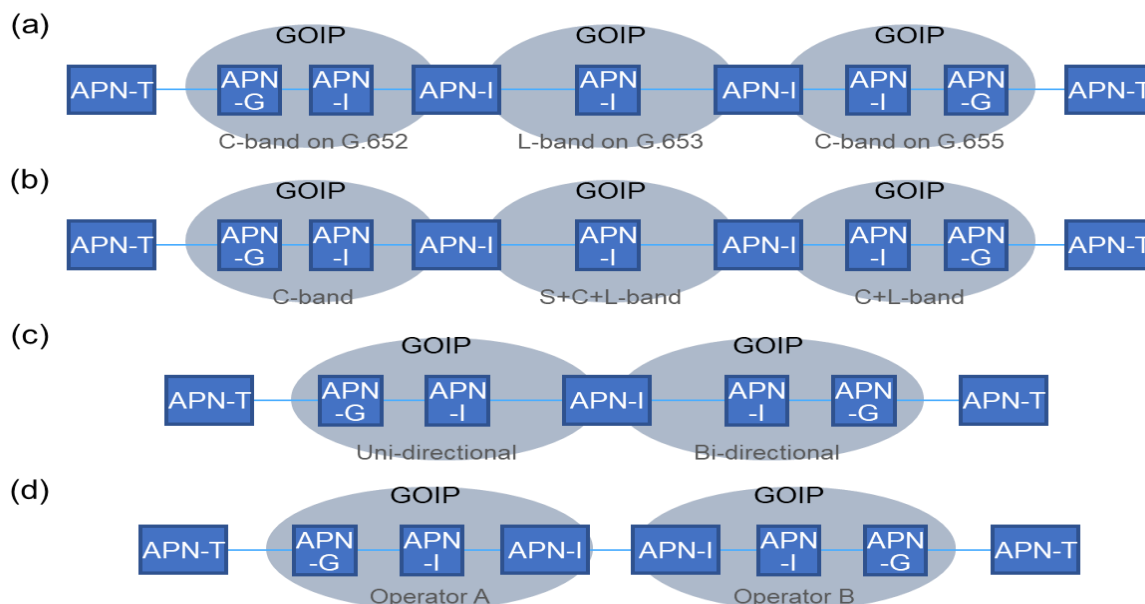 (a)
GOIP GOIP GOIP
APN-T APN
-G APN
-I APN-I APN
-I APN-I APN
-I APN
-G APN-T
C-band on G.652 L-band on G.653 C-band on G.655
(b)
GOIP GOIP GOIP
APN-T APN
-G APN
-I APN-I APN
-I APN-I APN
-I APN
-G APN-T
C-band S+C+L-band C+L-band
(c)
GOIP GOIP
APN-T APN
-G APN
-I APN-I APN
-I APN
-G APN-T
Uni-directional Bi-directional
(d)
GOIP GOIP
APN-T APN
-G APN
-I APN-I APN-I APN
-I APN
-G APN-T
Operator A Operator B